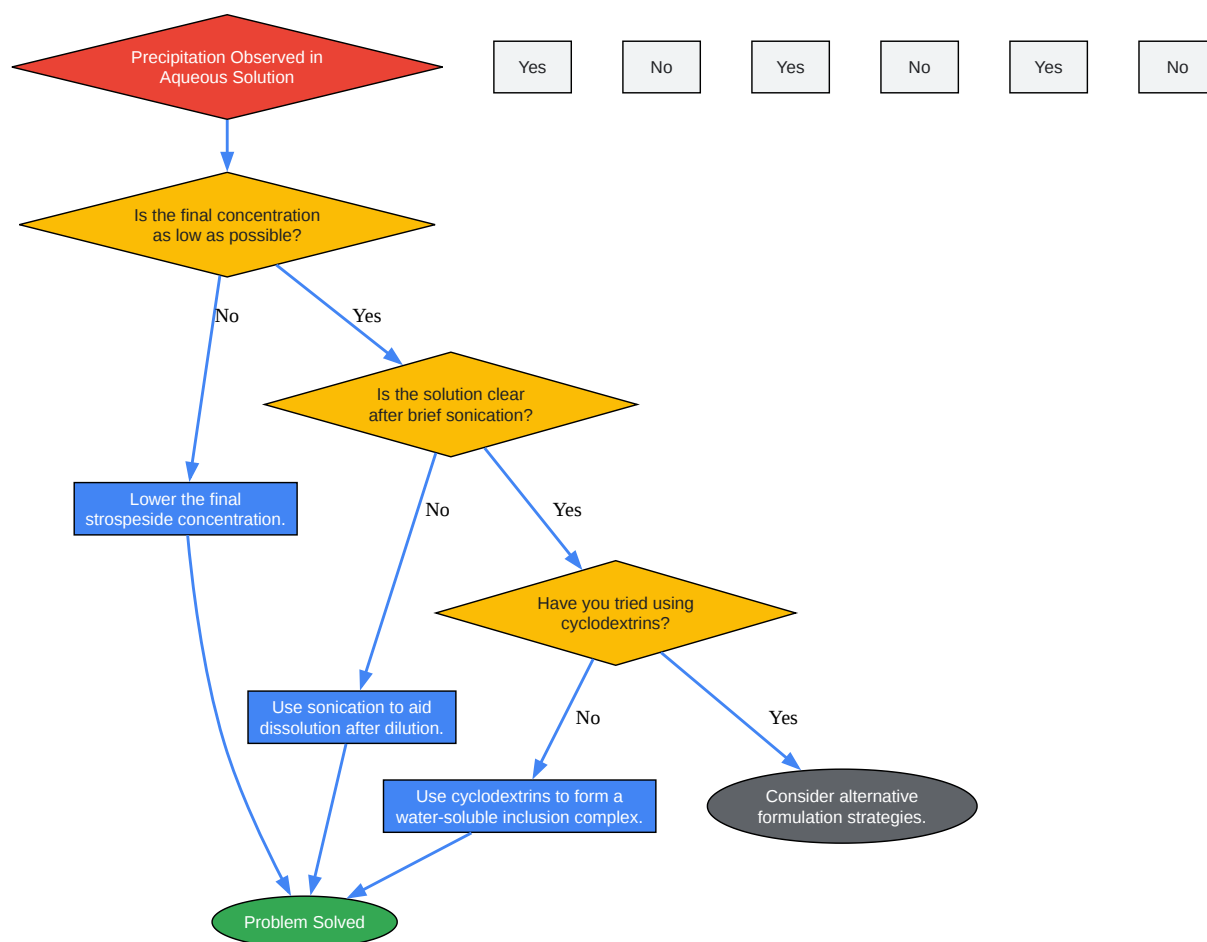 Precipitation Observed in
Aqueous Solution
Yes
No
Yes
No
Yes
No
Is the final concentration
as low as possible?
No
Yes
Is the solution clear
after brief sonication?
Lower the final
strospeside concentration.
No
Yes
Have you tried using
cyclodextrins?
Use sonication to aid
dissolution after dilution.
No
Yes
Use cyclodextrins to form a
water-soluble inclusion complex.
Consider alternative
formulation strategies.
Problem Solved